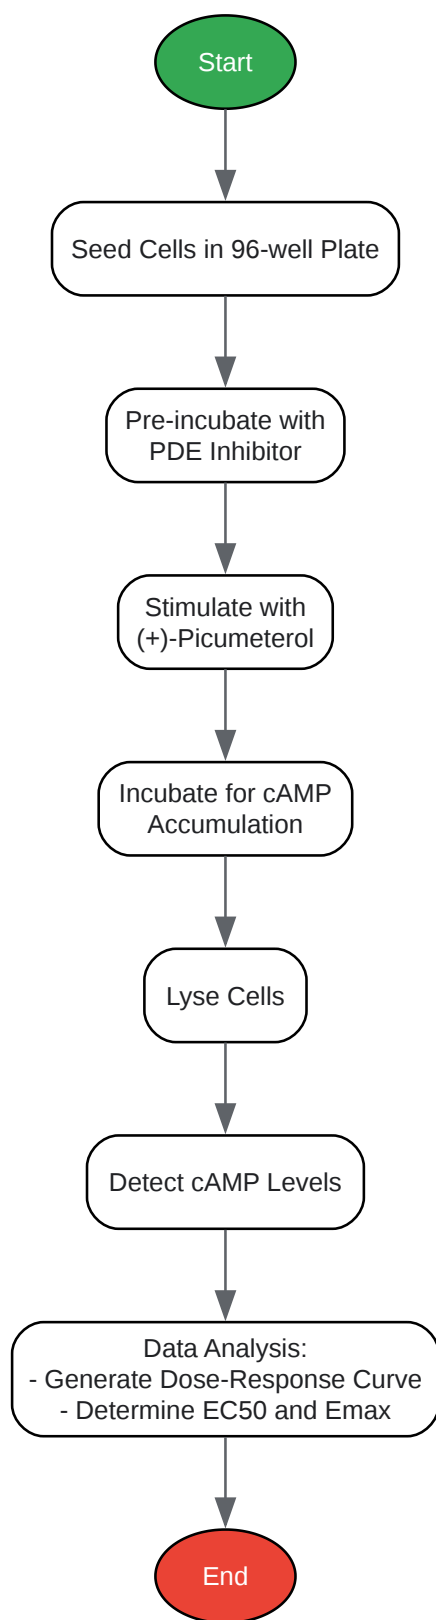 Start
Seed Cells in 96-well Plate
Pre-incubate with
PDE Inhibitor
Stimulate with
(+)-Picumeterol
Incubate for cAMP
Accumulation
Lyse Cells
Detect cAMP Levels
Data Analysis:
- Generate Dose-Response Curve
- Determine EC50 and Emax
End